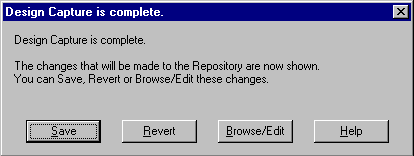 Design Capture is complete.
Design Capture is complete.
The changes that will be made to the Repository are now shown.
You can Save, Revert or Browse/Edit these changes.
Save
Revert
Browse/Edit
Help